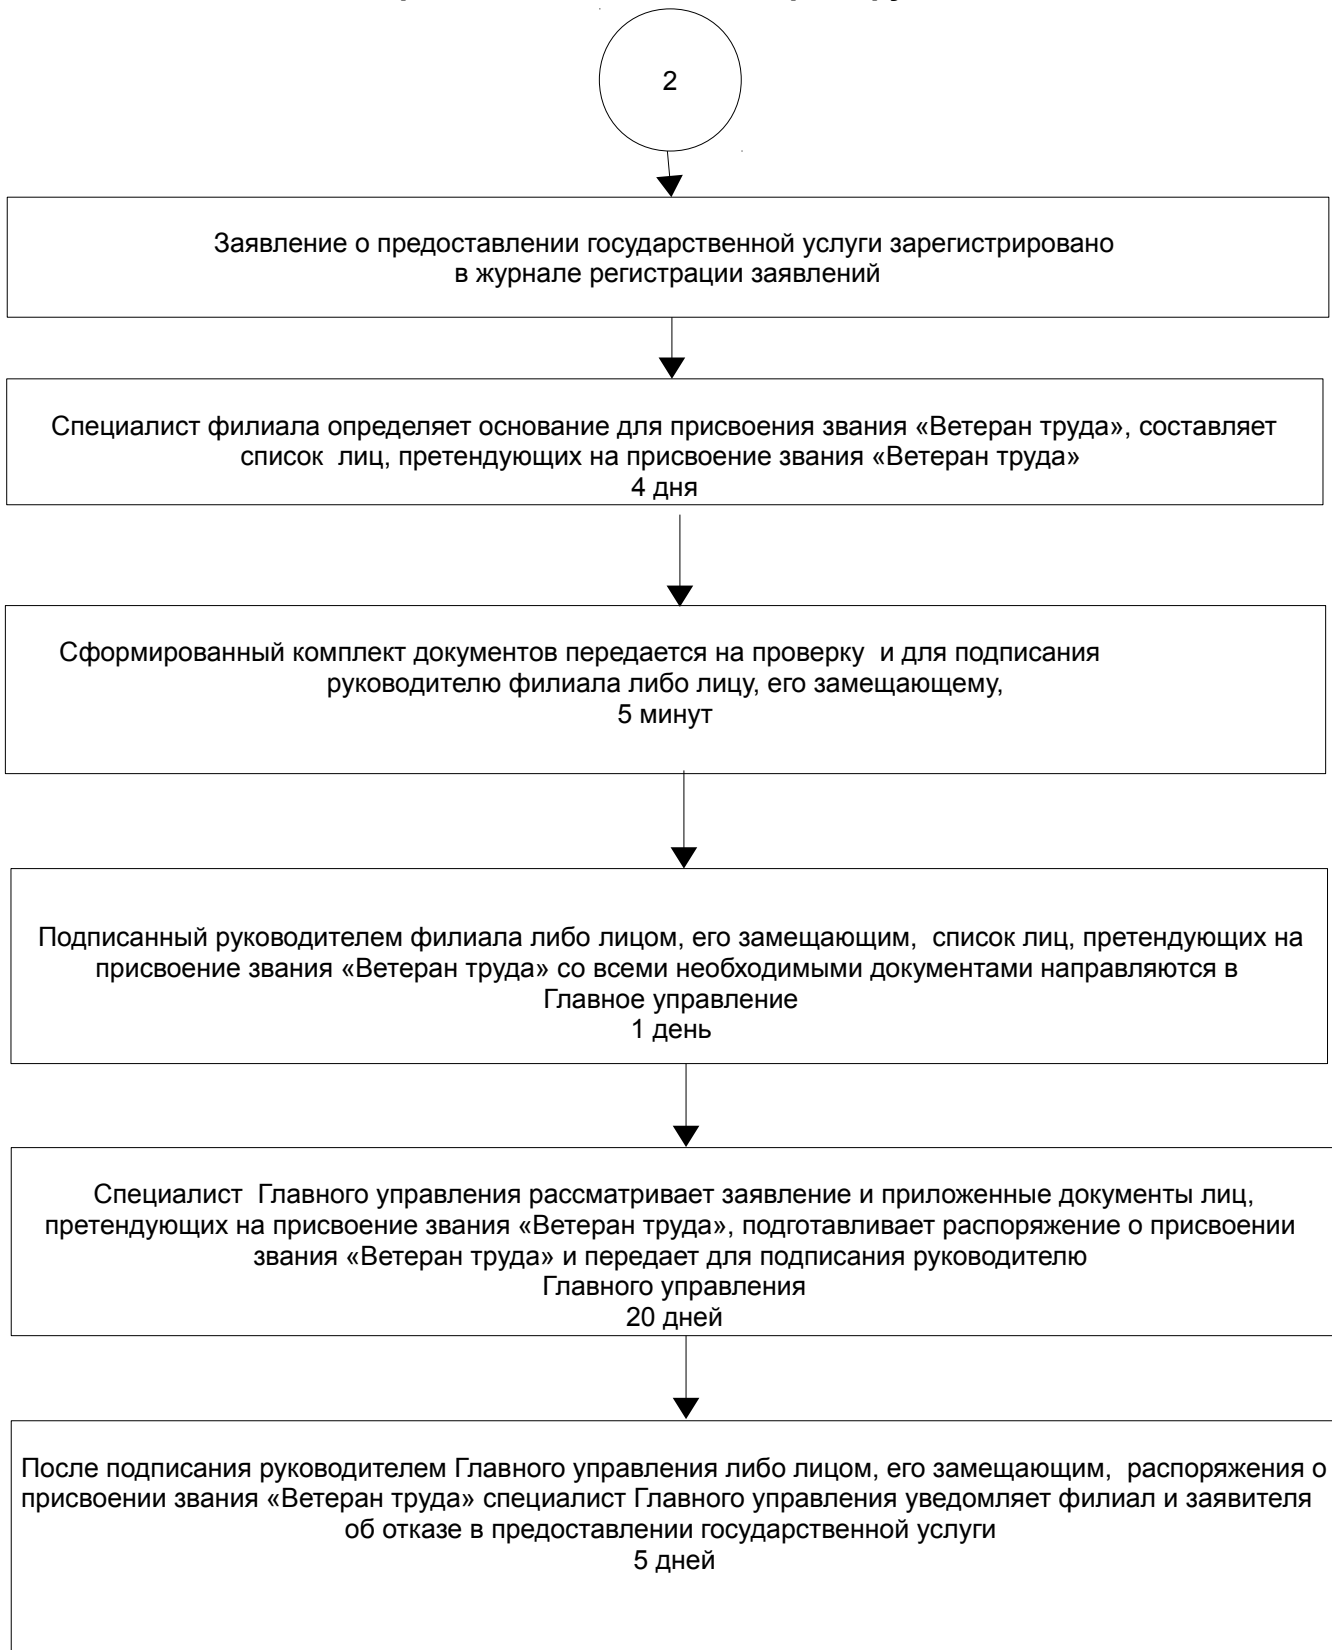 2
Заявление о предоставлении государственной услуги зарегистрировано
в журнале регистрации заявлений
Специалист филиала определяет основание для присвоения звания «Ветеран труда», составляет
список лиц, претендующих на присвоение звания «Ветеран труда»
4 дня
Сформированный комплект документов передается на проверку и для подписания
руководителю филиала либо лицу, его замещающему,
5 минут
Подписанный руководителем филиала либо лицом, его замещающим, список лиц, претендующих на
присвоение звания «Ветеран труда» со всеми необходимыми документами направляются в
Главное управление
1 день
Специалист Главного управления рассматривает заявление и приложенные документы лиц,
претендующих на присвоение звания «Ветеран труда», подготавливает распоряжение о присвоении
звания «Ветеран труда» и передает для подписания руководителю
Главного управления
20 дней
После подписания руководителем Главного управления либо лицом, его замещающим, распоряжения о
присвоении звания «Ветеран труда» специалист Главного управления уведомляет филиал и заявителя
об отказе в предоставлении государственной услуги
5 дней